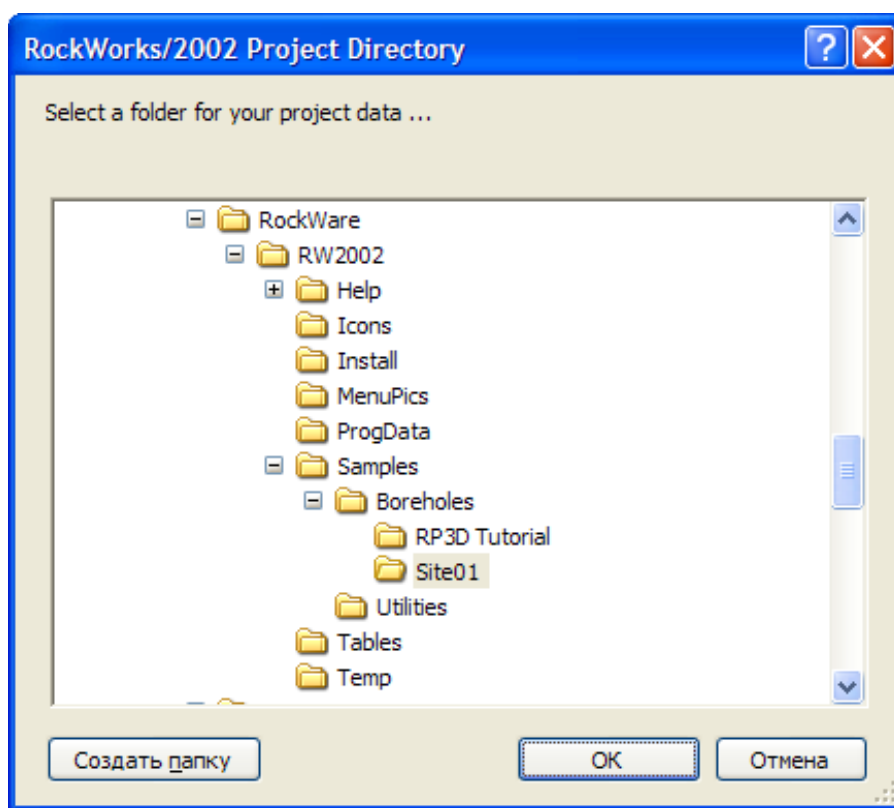 RockWorks/2002 Project Directory
Select a folder for your project data ...
RockWare
RW2002
Help
Icons
Install
MenuPics
ProgData
Samples
Boreholes
RP3D Tutorial
Site01
Utilities
Tables
Temp
Создать папку OK Отмена